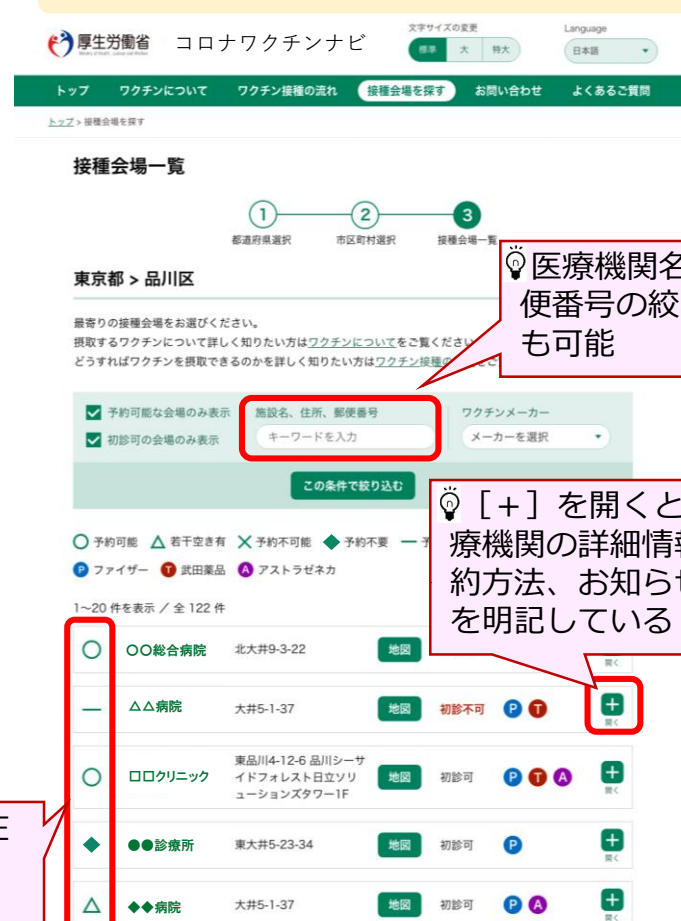 厚生労働省 コロナワクチンナビ
文字サイズの変更
標準 大 特大
Language
日本語
トップ ワクチンについて ワクチン接種の流れ 接種会場を探す お問い合わせ よくあるご質問
トップ > 接種会場を探す
接種会場一覧
1 2 3
都道府県選択 市区町村選択 接種会場一覧
東京都 > 品川区
医療機関名
便番号の絞
も可能
最寄りの接種会場をお選びください。
摂取するワクチンについて詳しく知りたい方はワクチンについてをご覧くださ
どうすればワクチンを摂取できるのかを詳しく知りたい方はワクチン接種の
予約可能な会場のみ表示
初診可の会場のみ表示
施設名、住所、郵便番号
キーワードを入力
ワクチンメーカー
メーカーを選択
この条件で絞り込む
[+]を開くと
療機関の詳細情報
約方法、お知らせ
を明記している
予約可能 若干空き有 予約不可能 予約不要
P ファイザー T 武田薬品 A アストラゼネカ
1~20 件を表示 / 全 122 件
〇〇総合病院 北大井9-3-22 地図
開く
△△病院 大井5-1-37 地図 初診不可 P T
開く
口口クリニック 東品川4-12-6 品川シーサ
イドフォレスト日立ソリ
ューションズタワー1F 地図 初診可 P T A
開く
●●診療所 東大井5-23-34 地図 初診可 P
開く
◆◆病院 大井5-1-37 地図 初診可 P A
開く